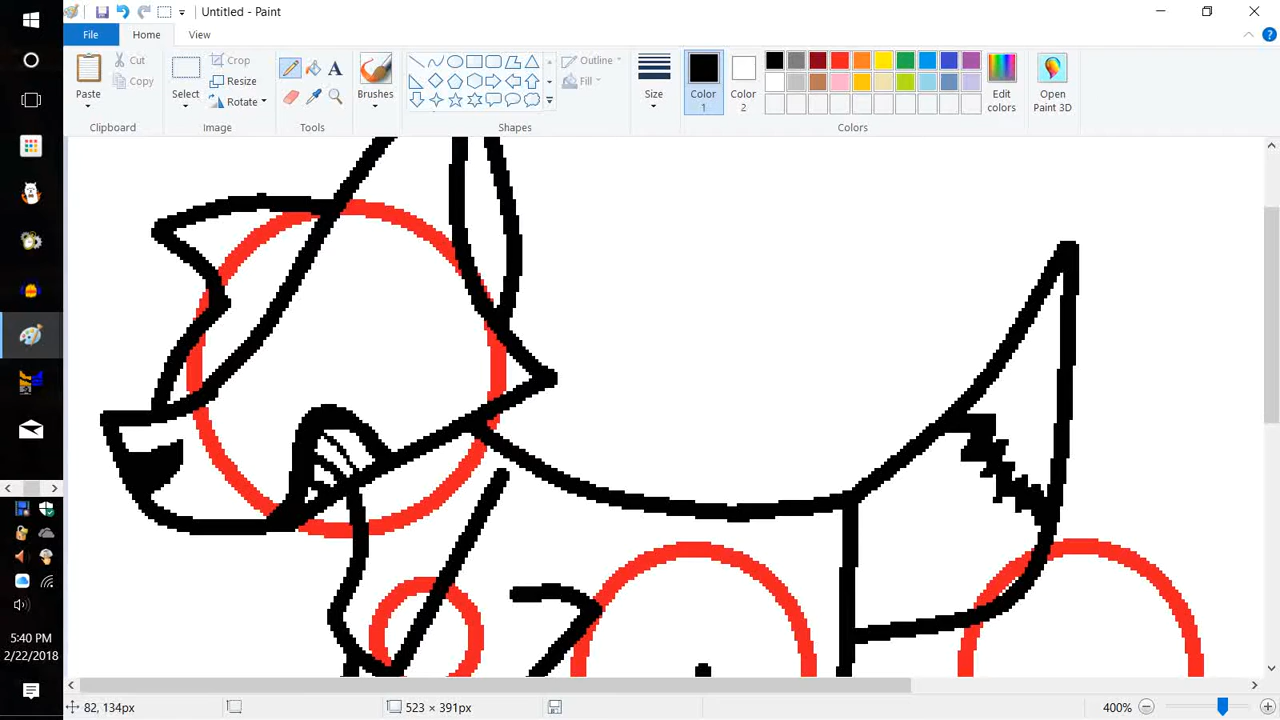 Untitled - Paint
File Home View
Paste
Cut
Copy
Clipboard
Select
Crop
Resize
Rotate
Image
A
Tools
Brushes
Shapes
Outline
Fill
Size
Color 1
Color 2
Edit colors
Open Paint 3D
Colors
5:40 PM
2/22/2018
82, 134px
523 × 391px
400%